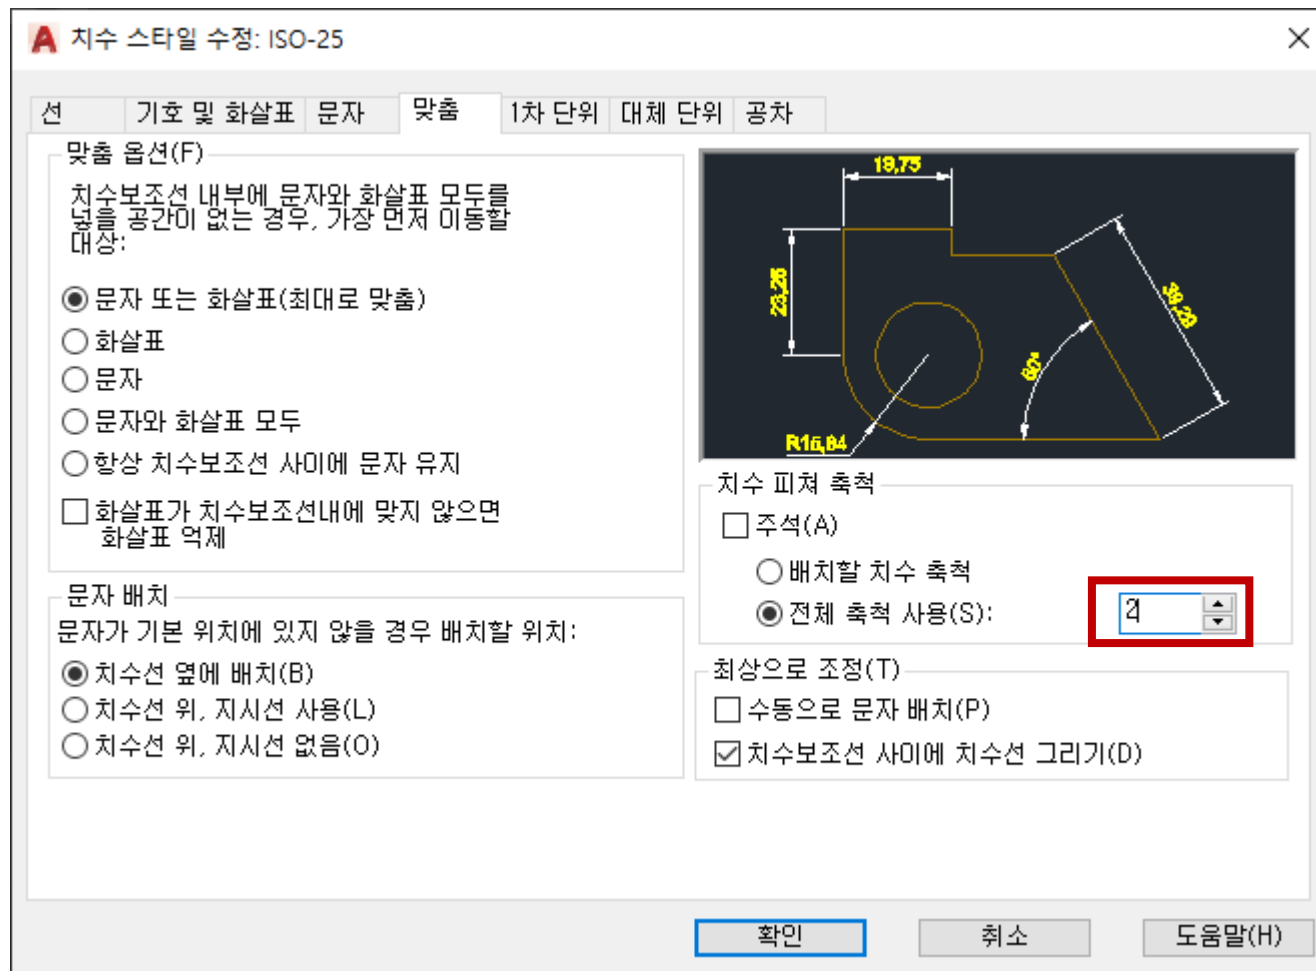 치수 스타일 수정: ISO-25
선 기호 및 화살표 문자 맞춤 1차 단위 대체 단위 공차
맞춤 옵션(F)
치수보조선 내부에 문자와 화살표 모두를
넣을 공간이 없는 경우, 가장 먼저 이동할
대상:
문자 또는 화살표(최대로 맞춤)
화살표
문자
문자와 화살표 모두
항상 치수보조선 사이에 문자 유지
화살표가 치수보조선내에 맞지 않으면
화살표 억제
문자 배치
문자가 기본 위치에 있지 않을 경우 배치할 위치:
치수선 옆에 배치(B)
치수선 위, 지시선 사용(L)
치수선 위, 지시선 없음(O)
19,75
23,25
39,29
60°
R15,84
치수 피쳐 축척
주석(A)
배치할 치수 축척
전체 축척 사용(S):
2
최상으로 조정(T)
수동으로 문자 배치(P)
치수보조선 사이에 치수선 그리기(D)
확인 취소 도움말(H)